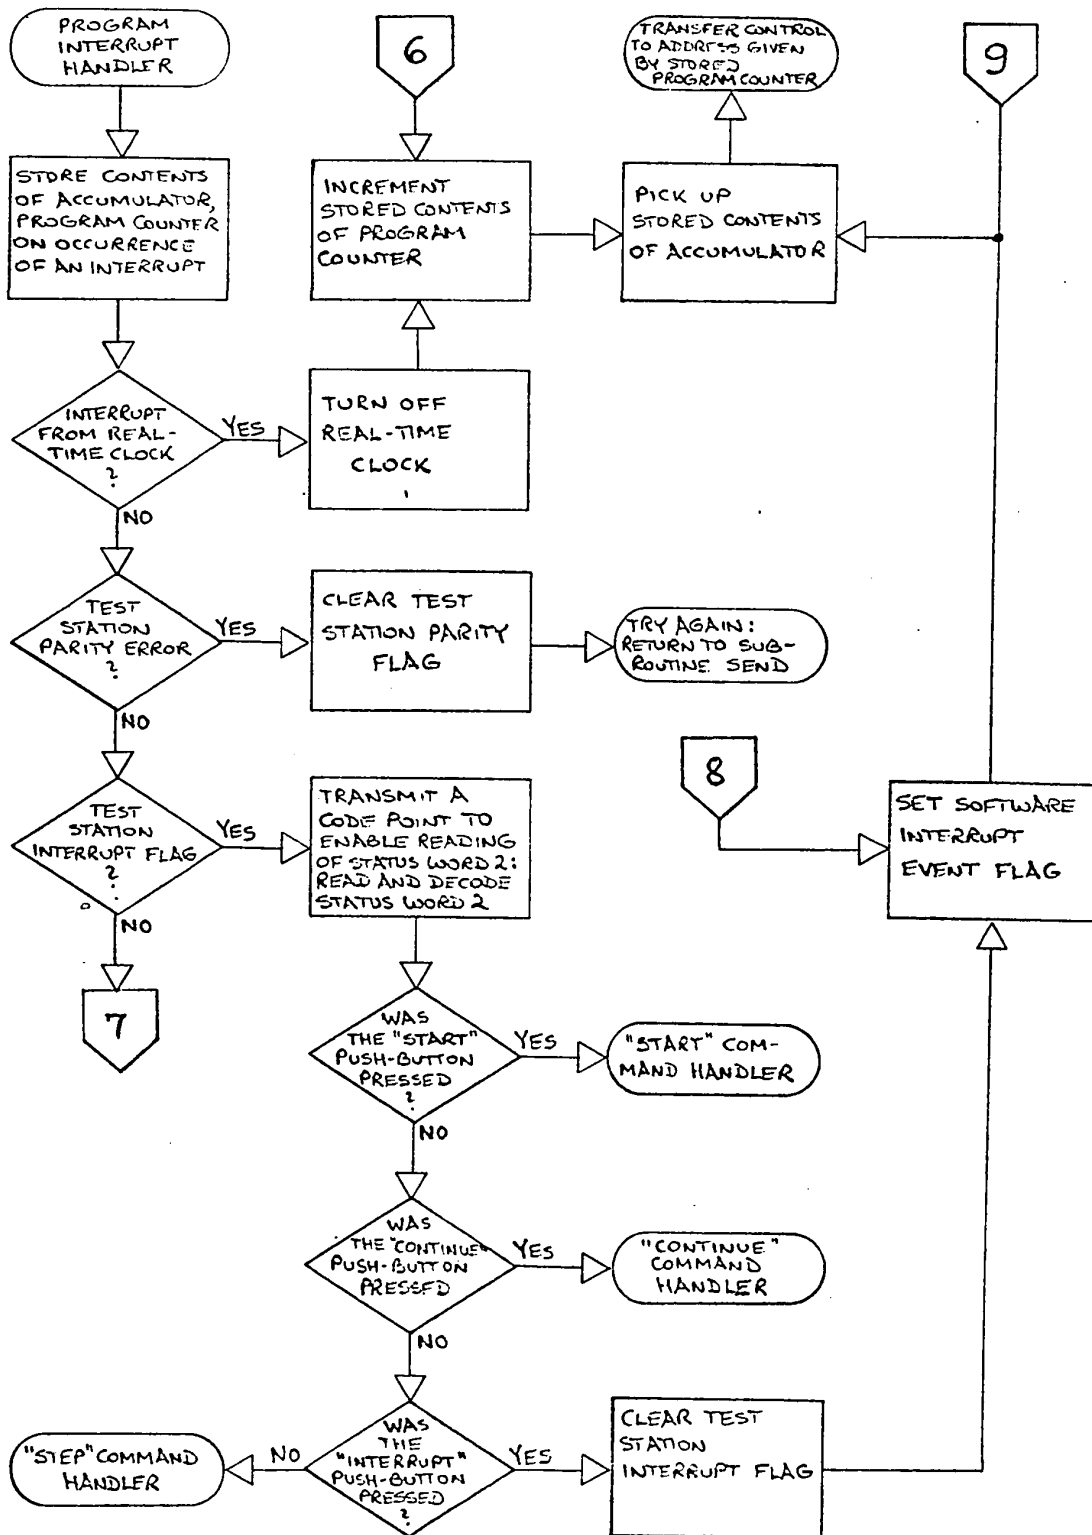 PROGRAM
INTERRUPT
HANDLER
6
TRANSFER CONTROL
TO ADDRESS GIVEN
BY STORED
PROGRAM COUNTER
9
STORE CONTENTS
OF ACCUMULATOR,
PROGRAM COUNTER
ON OCCURRENCE
OF AN INTERRUPT
INCREMENT
STORED CONTENTS
OF PROGRAM
COUNTER
PICK UP
STORED CONTENTS
OF ACCUMULATOR
INTERRUPT
FROM REAL-
TIME CLOCK
?
YES
NO
TURN OFF
REAL-TIME
CLOCK
TEST
STATION
PARITY ERROR
?
YES
NO
CLEAR TEST
STATION PARITY
FLAG
TRY AGAIN:
RETURN TO SUB-
ROUTINE SEND
8
SET SOFTWARE
INTERRUPT
EVENT FLAG
TEST
STATION
INTERRUPT FLAG
?
YES
NO
TRANSMIT A
CODE POINT TO
ENABLE READING
OF STATUS WORD 2:
READ AND DECODE
STATUS WORD 2
7
WAS
THE "START"
PUSH-BUTTON
PRESSED
?
YES
NO
"START" COM-
MAND HANDLER
WAS
THE "CONTINUE"
PUSH-BUTTON
PRESSED
YES
NO
"CONTINUE"
COMMAND
HANDLER
WAS
THE
"INTERRUPT"
PUSH-BUTTON
PRESSED
?
NO
YES
"STEP" COMMAND
HANDLER
CLEAR TEST
STATION
INTERRUPT FLAG